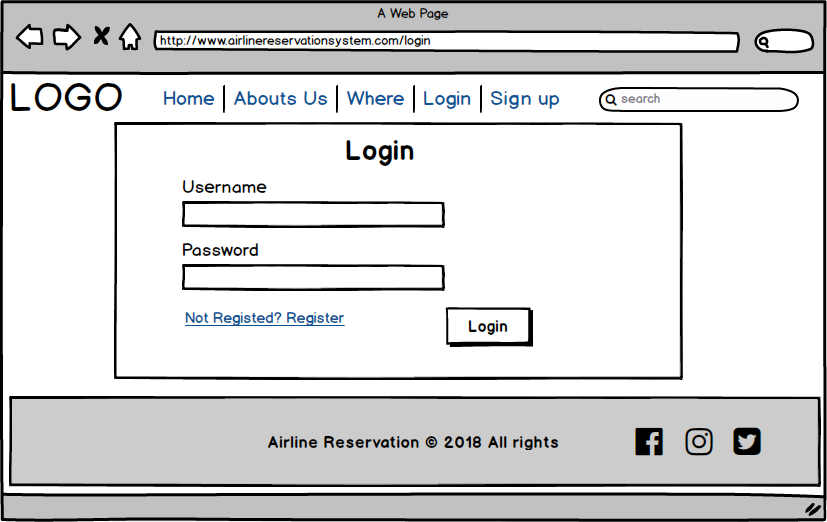 A Web Page
http://www.airlinereservationsystem.com/login
LOGO
Home
Abouts Us
Where
Login
Sign up
search
Login
Username
Password
Not Registed? Register
Login
Airline Reservation © 2018 All rights